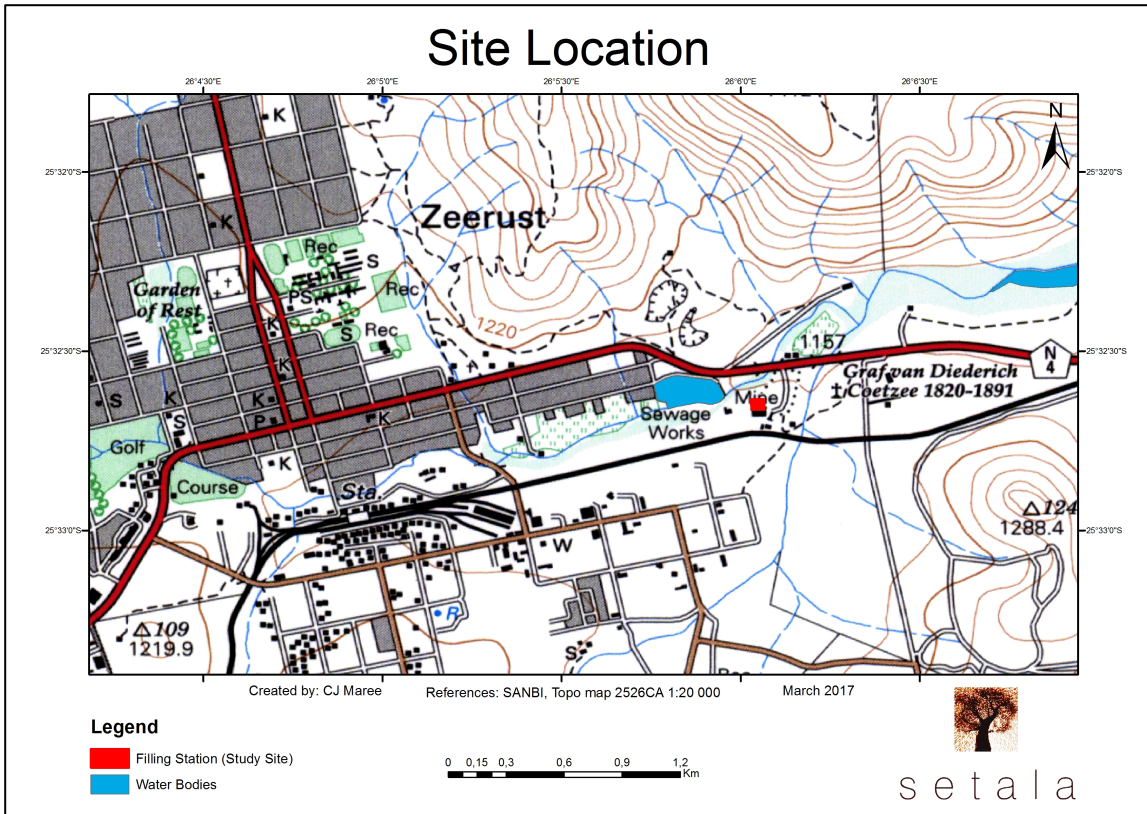 Site Location
26°4'30"E
26°5'0"E
26°5'30"E
26°6'0"E
26°6'30"E
25°32'0"S
25°32'0"S
25°32'30"S
25°32'30"S
25°33'0"S
25°33'0"S
N
K
K
Zeerust
Rec
S
Garden
of Rest
PS
Rec
K
S
Rec
1220
1157
N
4
K
Graf van Diederich
Coetzee 1820-1891
S
K
K
Mine
S
P
K
Sewage
Works
Golf
K
Course
Sta.
124
1288.4
L
W
R
109
1219.9
S
Created by: CJ Maree
References: SANBI, Topo map 2526CA 1:20 000
March 2017
Legend
Filling Station (Study Site)
Water Bodies
0 0,15 0,3 0,6 0,9 1,2
Km
setala